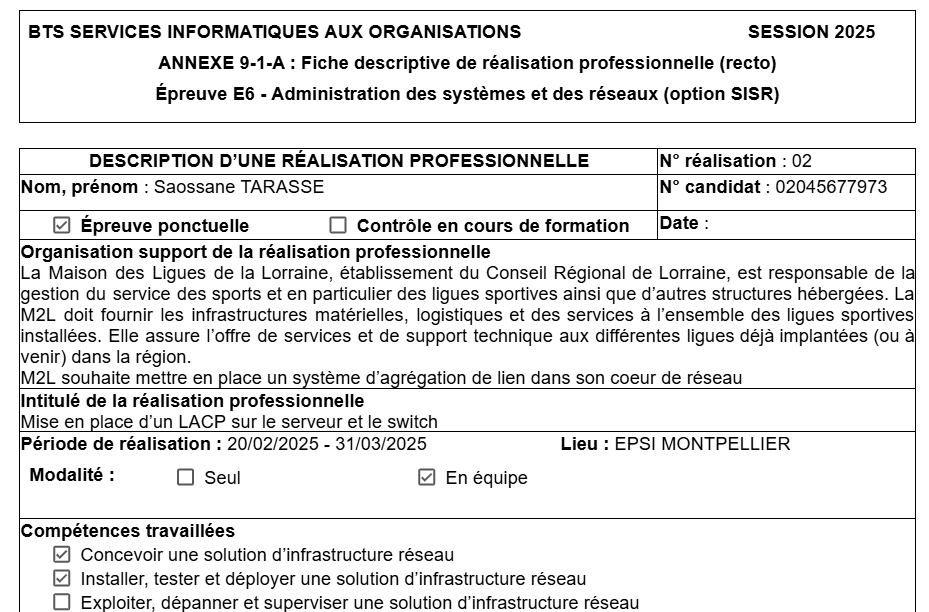 BTS SERVICES INFORMATIQUES AUX ORGANISATIONS SESSION 2025
ANNEXE 9-1-A : Fiche descriptive de réalisation professionnelle (recto)
Épreuve E6 - Administration des systèmes et des réseaux (option SISR)
DESCRIPTION D’UNE RÉALISATION PROFESSIONNELLE N° réalisation : 02
Nom, prénom : Saossane TARASSE N° candidat : 02045677973
Épreuve ponctuelle Contrôle en cours de formation Date :
Organisation support de la réalisation professionnelle
La Maison des Ligues de la Lorraine, établissement du Conseil Régional de Lorraine, est responsable de la
gestion du service des sports et en particulier des ligues sportives ainsi que d’autres structures hébergées. La
M2L doit fournir les infrastructures matérielles, logistiques et des services à l’ensemble des ligues sportives
installées. Elle assure l’offre de services et de support technique aux différentes ligues déjà implantées (ou à
venir) dans la région.
M2L souhaite mettre en place un système d’agrégation de lien dans son coeur de réseau
Intitulé de la réalisation professionnelle
Mise en place d’un LACP sur le serveur et le switch
Période de réalisation : 20/02/2025 - 31/03/2025 Lieu : EPSI MONTPELLIER
Modalité : Seul En équipe
Compétences travaillées
Concevoir une solution d’infrastructure réseau
Installer, tester et déployer une solution d’infrastructure réseau
Exploiter, dépanner et superviser une solution d’infrastructure réseau